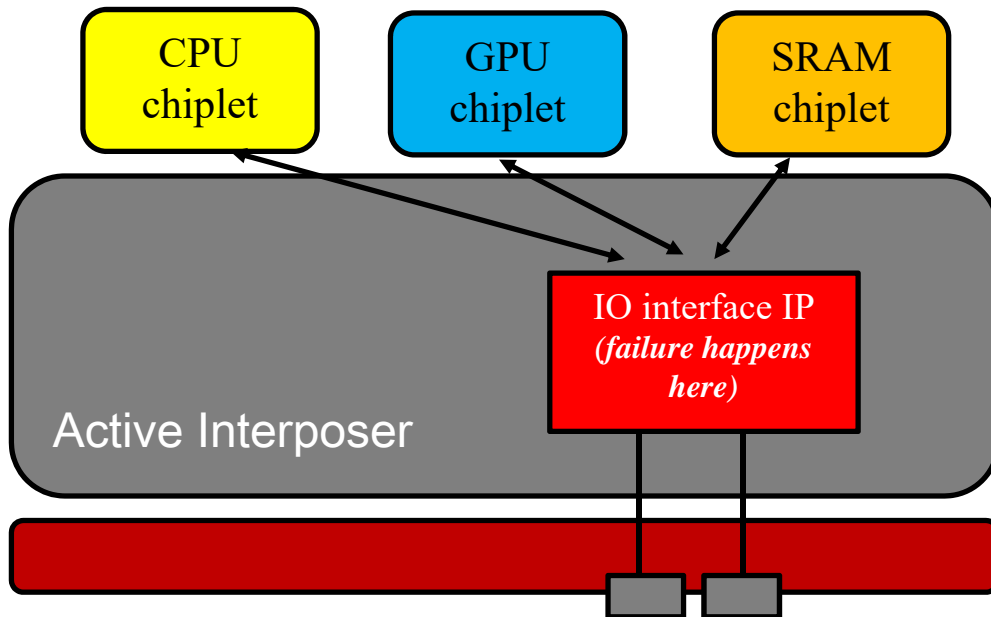 CPU
chiplet
GPU
chiplet
SRAM
chiplet
IO interface IP
(failure happens
here)
Active Interposer